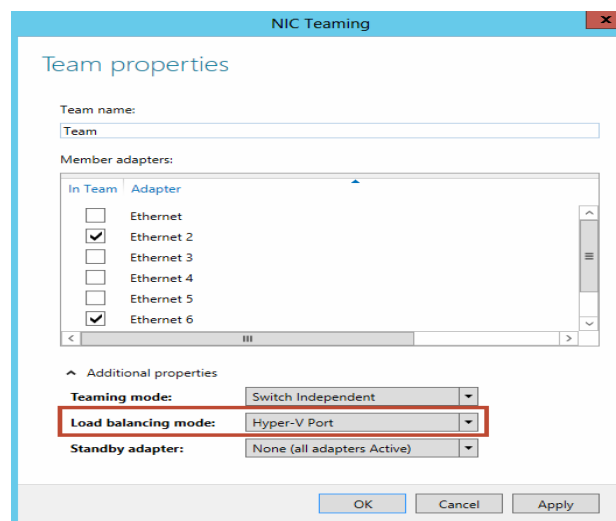 NIC Teaming
x
Team properties
Team name:
Team
Member adapters:
In Team Adapter
Ethernet
Ethernet 2
Ethernet 3
Ethernet 4
Ethernet 5
Ethernet 6
Additional properties
Teaming mode: Switch Independent
Load balancing mode: Hyper-V Port
Standby adapter: None (all adapters Active)
OK Cancel Apply